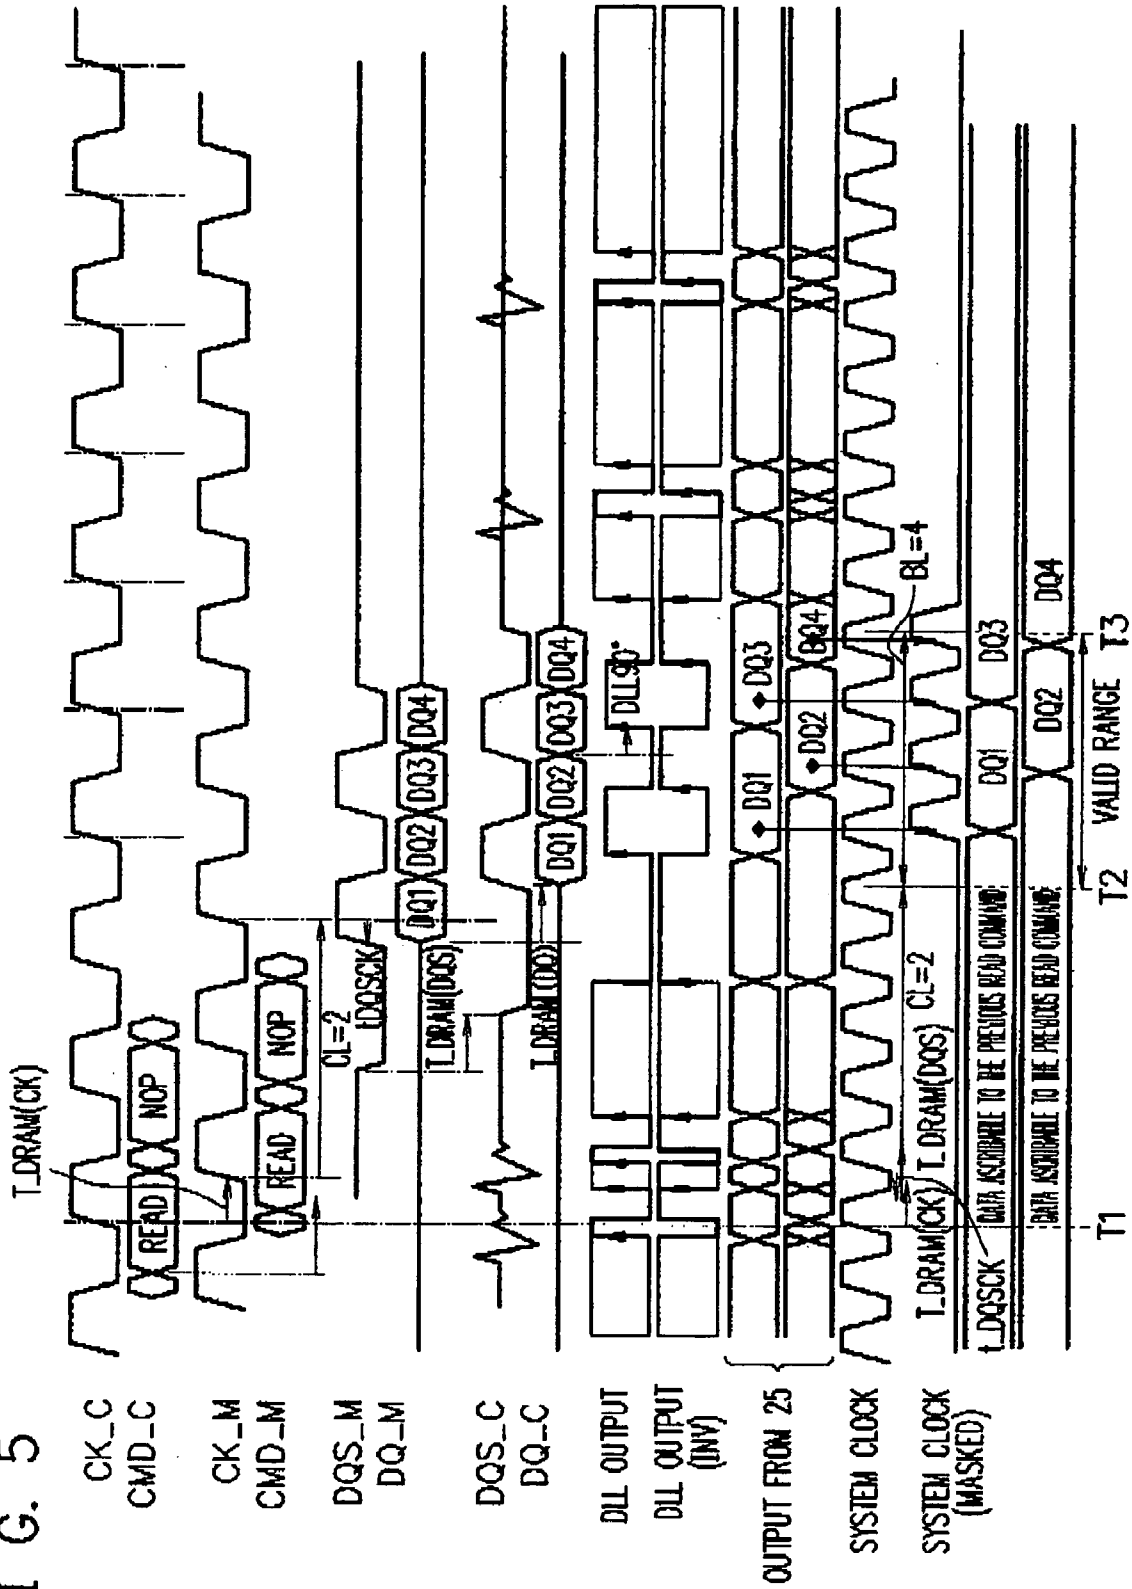 I G. 5
T_DRAM(CK)
CK_C
CMD_C
READ NOP
CK_M
CMD_M
READ NOP
CL=2
tDQSCK
DQS_M
DQ_M
DQ1 DQ2 DQ3 DQ4
T_DRAM(DQS)
DQS_C
DQ_C
T_DRAM(DQ)
DQ1 DQ2 DQ3 DQ4
DLL90°
DLL OUTPUT
DLL OUTPUT
(INV)
OUTPUT FROM 25
DQ1 DQ3
DQ2 DQ4
SYSTEM CLOCK
T_DRAM(CK) T_DRAM(DQS) CL=2 BL=4
SYSTEM CLOCK
(MASKED)
t_DQSCK DATA ASCRIBABLE TO THE PREVIOUS READ COMMAND DQ1 DQ3
DATA ASCRIBABLE TO THE PREVIOUS READ COMMAND DQ2 DQ4
VALID RANGE
T1 T2 T3